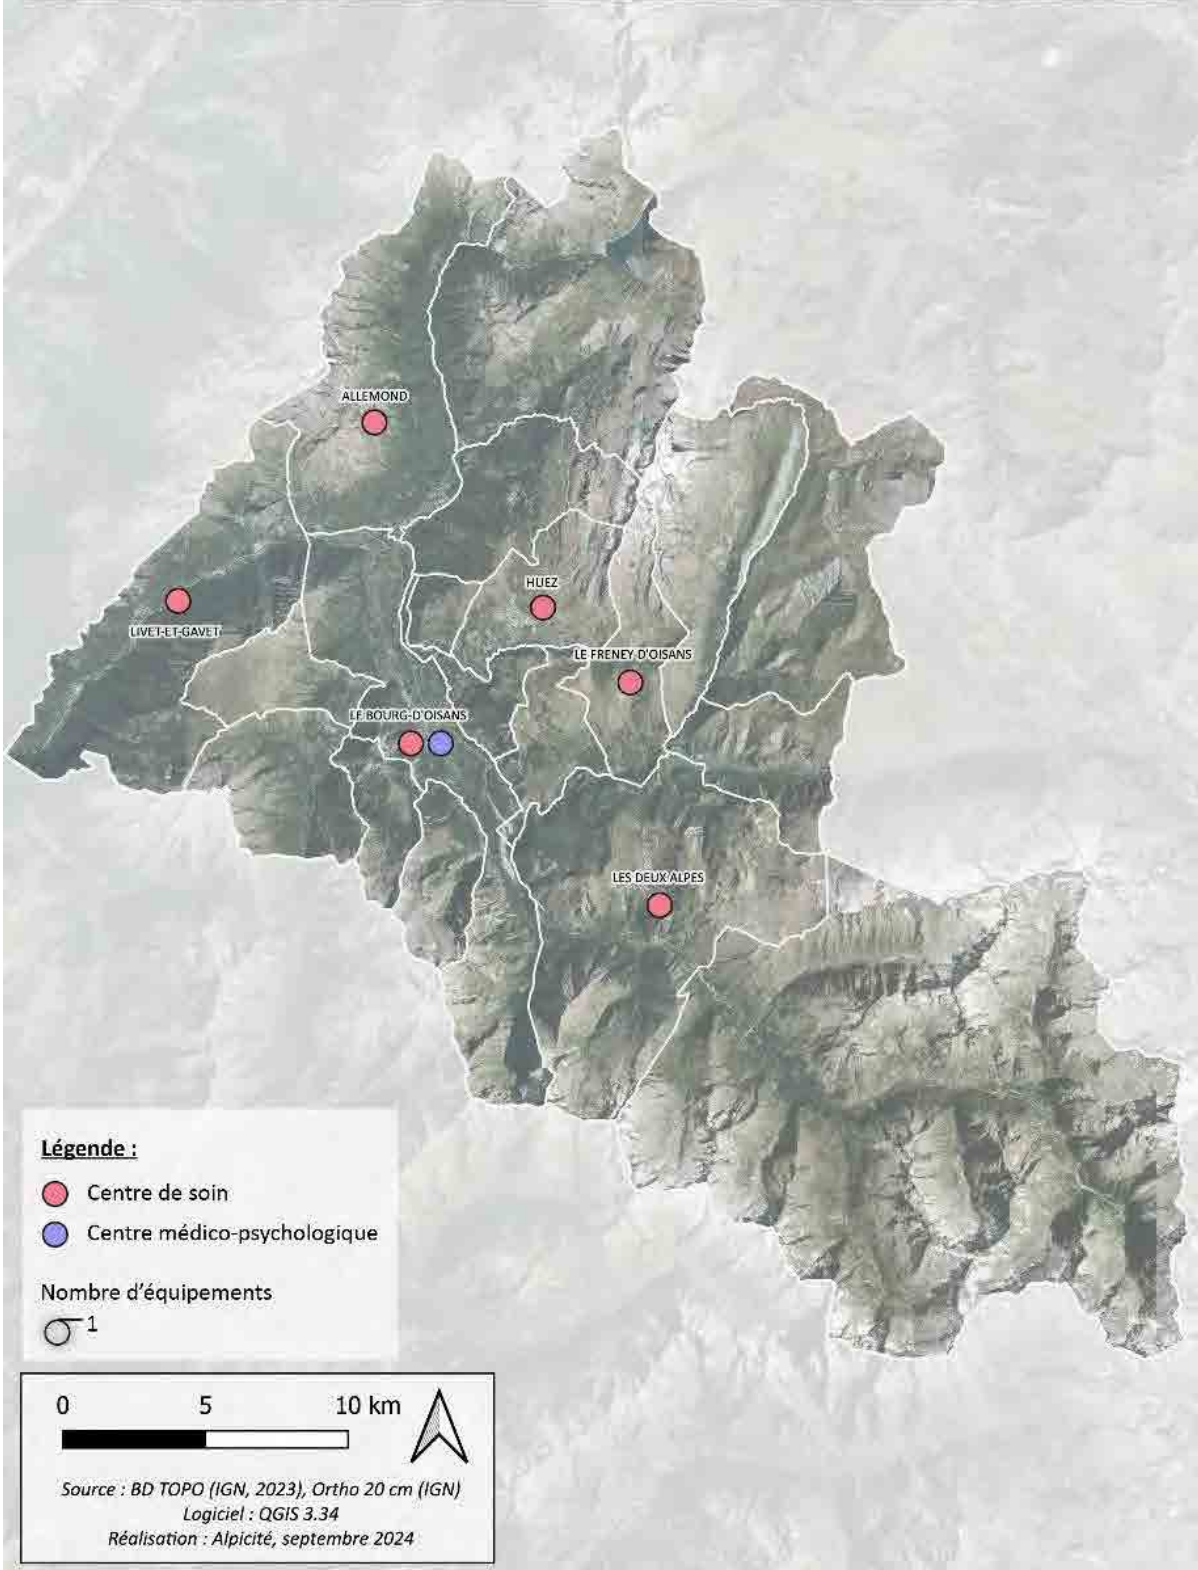 ALLEMOND
HUEZ
LIVET-ET-GAVET
LE FRENEY-D'OISANS
LE BOURG-D'OISANS
LES DEUX ALPES
Légende :
Centre de soin
Centre médico-psychologique
Nombre d'équipements
1
0 5 10 km
Source : BD TOPO (IGN, 2023), Ortho 20 cm (IGN)
Logiciel : QGIS 3.34
Réalisation : Alpicité, septembre 2024